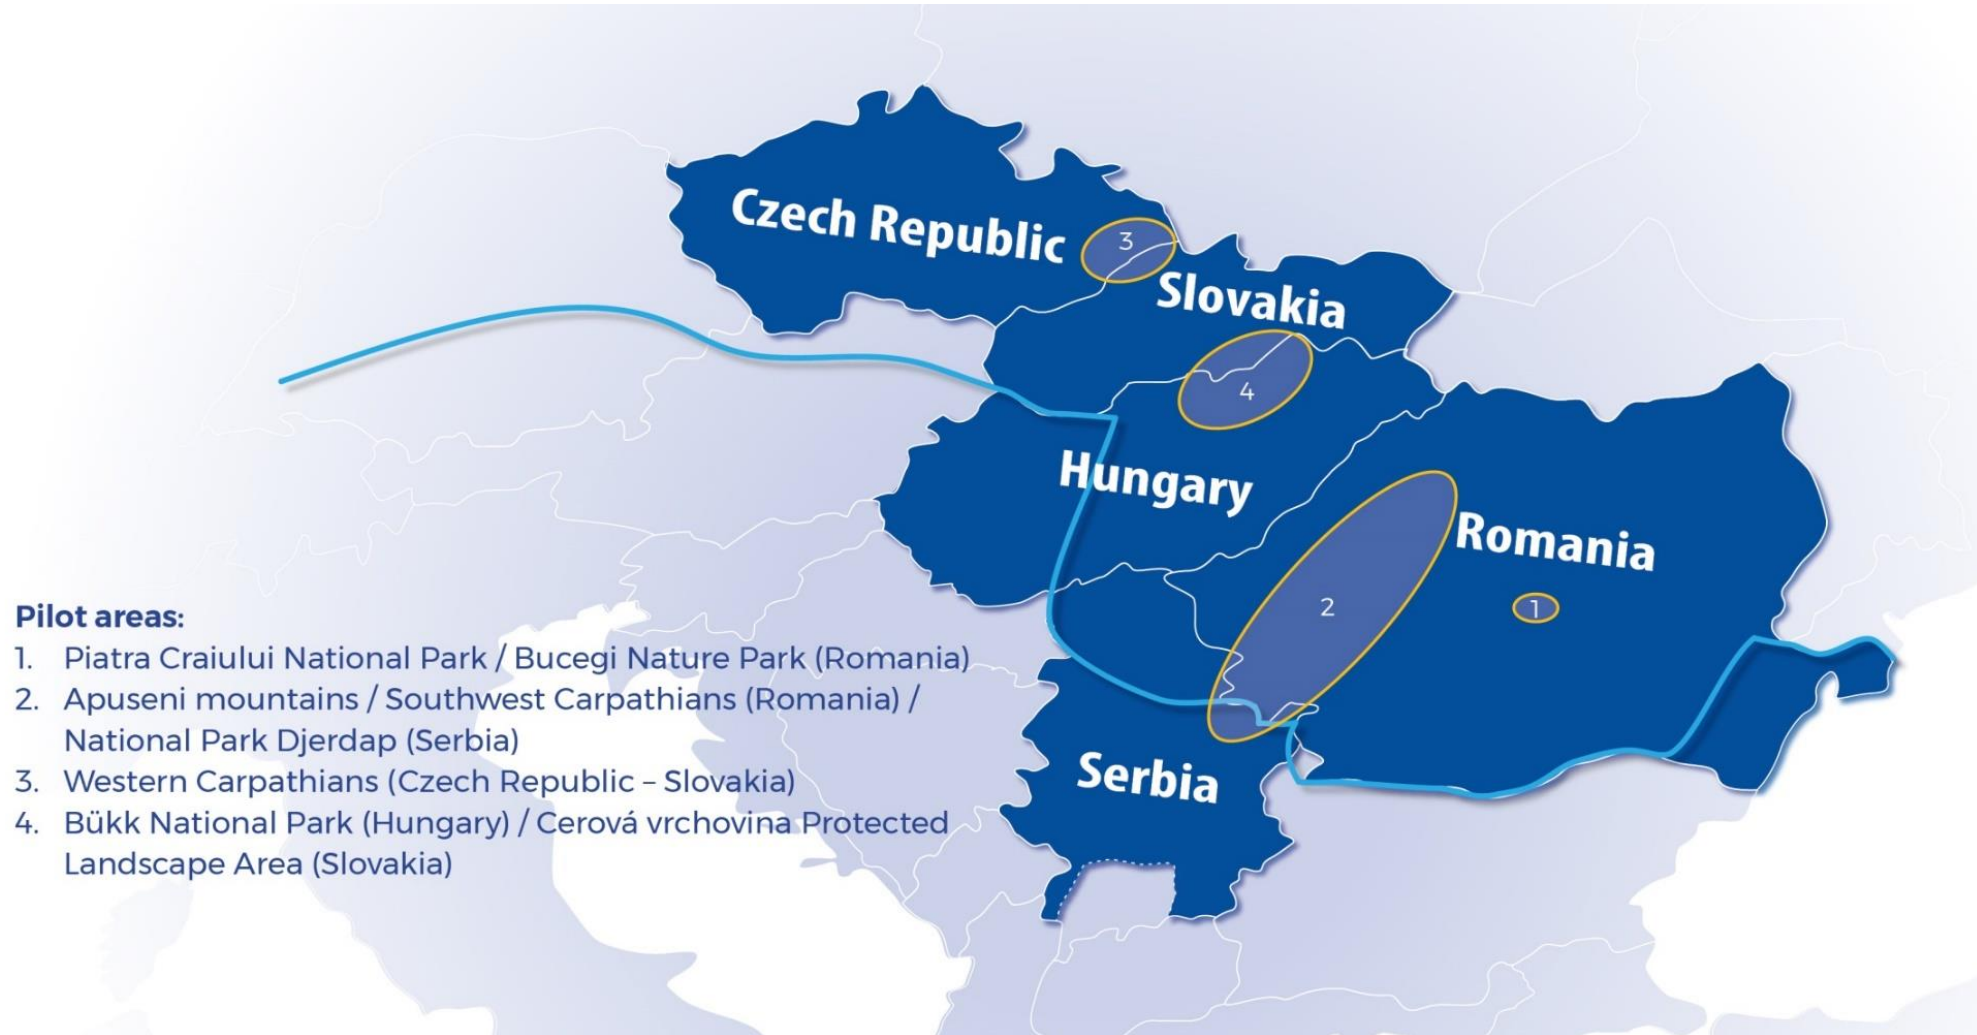 Czech Republic
3
Slovakia
4
Hungary
Romania
2
1
Serbia
Pilot areas:
1. Piatra Craiului National Park / Bucegi Nature Park (Romania)
2. Apuseni mountains / Southwest Carpathians (Romania) /
National Park Djerdap (Serbia)
3. Western Carpathians (Czech Republic – Slovakia)
4. Bükk National Park (Hungary) / Cerová vrchovina Protected
Landscape Area (Slovakia)